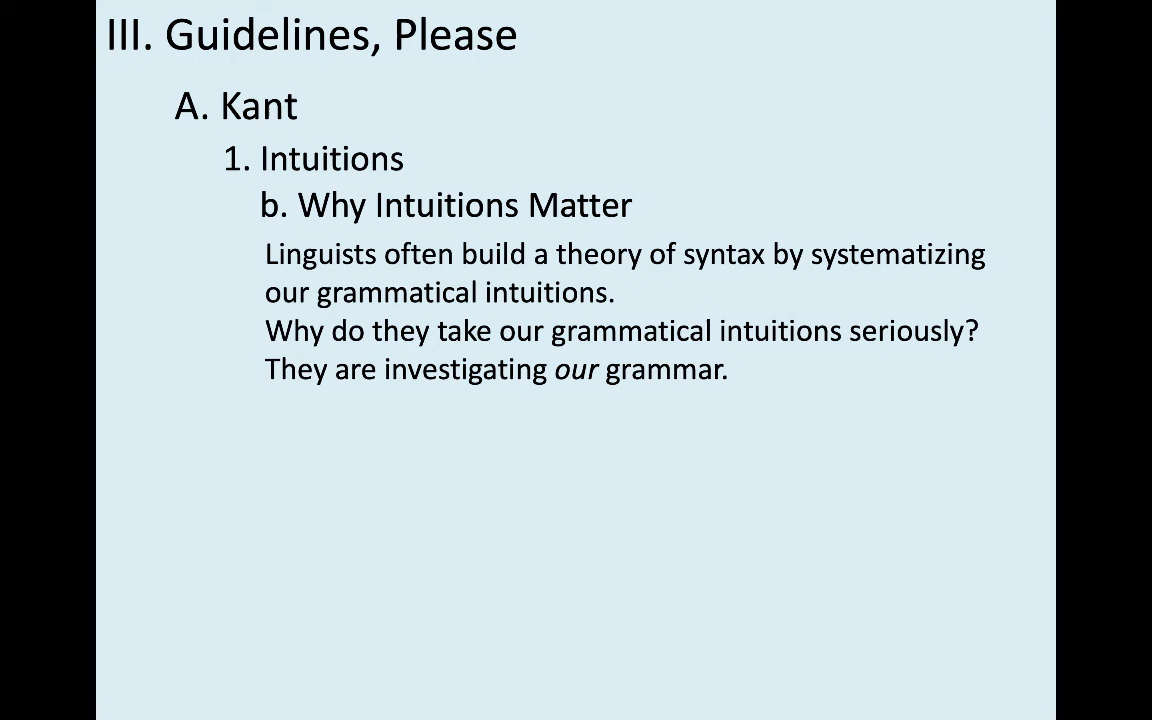 III. Guidelines, Please
A. Kant
1. Intuitions
b. Why Intuitions Matter
Linguists often build a theory of syntax by systematizing
our grammatical intuitions.
Why do they take our grammatical intuitions seriously?
They are investigating our grammar.